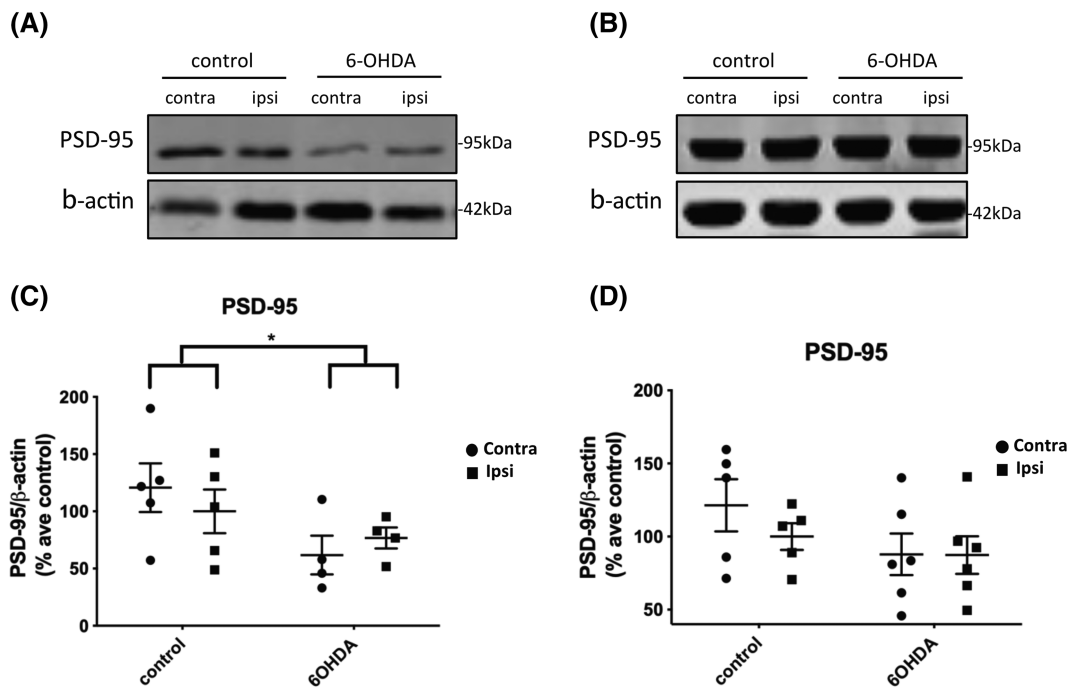 (A)
control 6-OHDA
contra ipsi contra ipsi
PSD-95 -95kDa
b-actin -42kDa
(B)
control 6-OHDA
contra ipsi contra ipsi
PSD-95 -95kDa
b-actin -42kDa
(C)
PSD-95
*
PSD-95/β-actin
(% ave control)
200
150
100
50
0
control 6OHDA
Contra
Ipsi
(D)
PSD-95
PSD-95/β-actin
(% ave control)
200
150
100
50
control 6OHDA
Contra
Ipsi